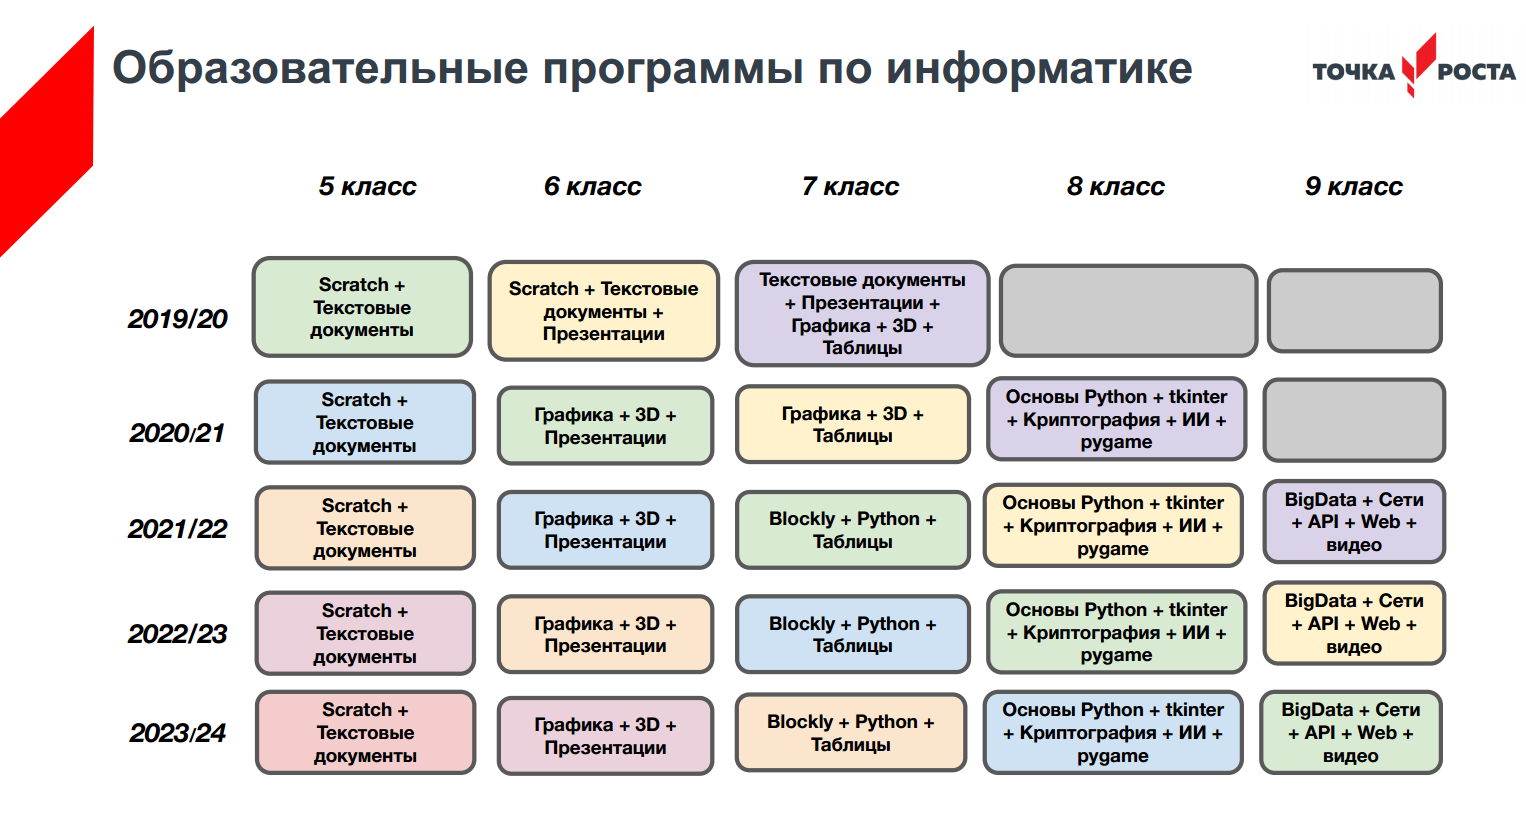 Образовательные программы по информатике
ТОЧКА РОСТА
5 класс
6 класс
7 класс
8 класс
9 класс
2019/20
Scratch +
Текстовые
документы
Scratch + Текстовые
документы +
Презентации
Текстовые документы
+ Презентации +
Графика + 3D +
Таблицы
2020/21
Scratch +
Текстовые
документы
Графика + 3D +
Презентации
Графика + 3D +
Таблицы
Основы Python + tkinter
+ Криптография + ИИ +
pygame
2021/22
Scratch +
Текстовые
документы
Графика + 3D +
Презентации
Blockly + Python +
Таблицы
Основы Python + tkinter
+ Криптография + ИИ +
pygame
BigData + Сети
+ API + Web +
видео
2022/23
Scratch +
Текстовые
документы
Графика + 3D +
Презентации
Blockly + Python +
Таблицы
Основы Python + tkinter
+ Криптография + ИИ +
pygame
BigData + Сети
+ API + Web +
видео
2023/24
Scratch +
Текстовые
документы
Графика + 3D +
Презентации
Blockly + Python +
Таблицы
Основы Python + tkinter
+ Криптография + ИИ +
pygame
BigData + Сети
+ API + Web +
видео